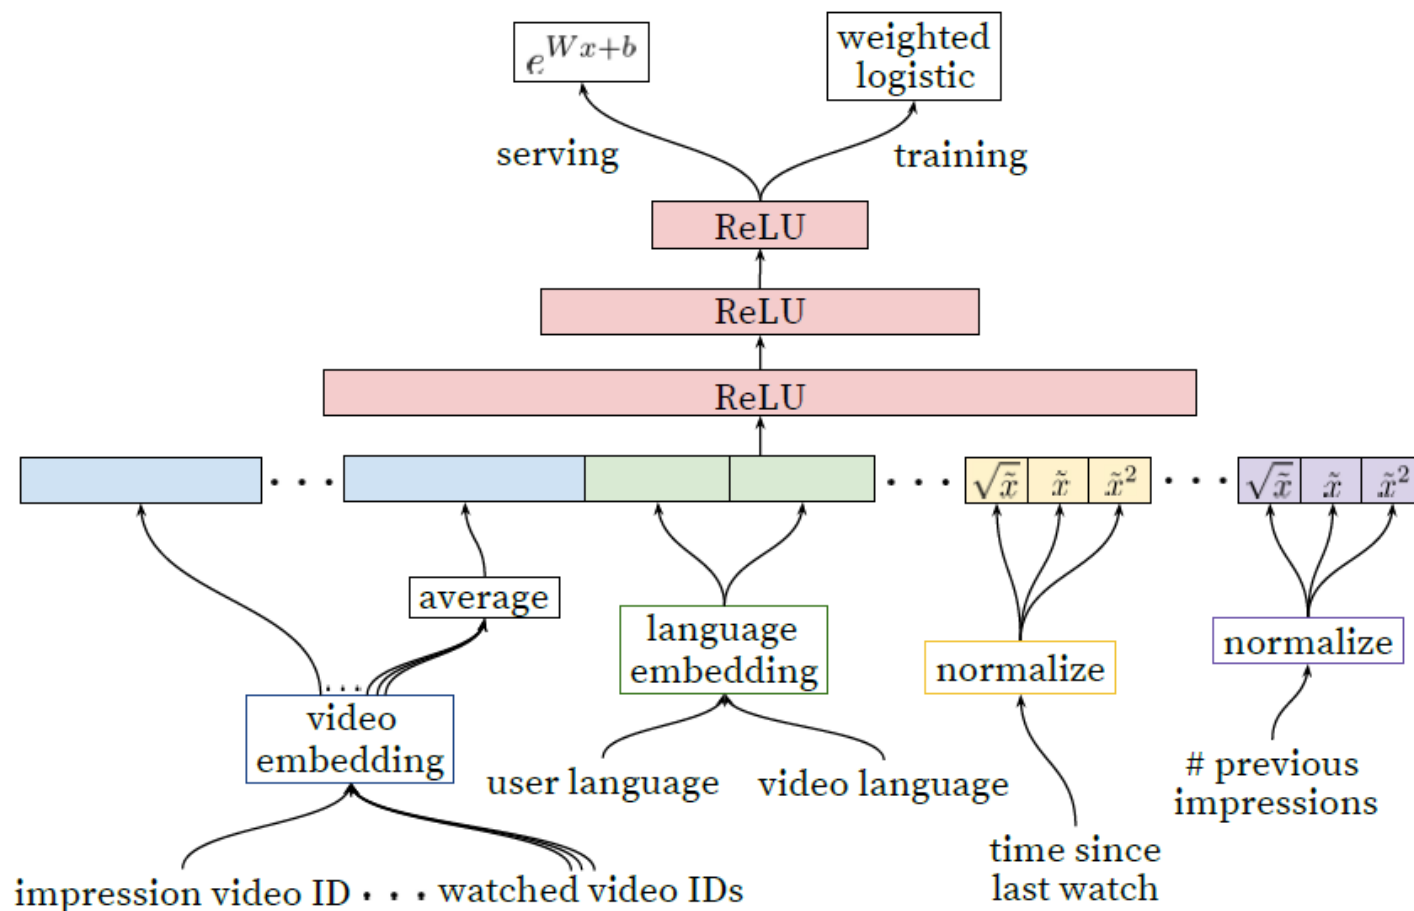 e^{Wx+b}
weighted
logistic
serving
training
ReLU
ReLU
ReLU
. . .
. . .
√x̃ x̃ x̃²
. . .
√x̃ x̃ x̃²
average
language
embedding
normalize
normalize
...
video
embedding
user language
video language
# previous
impressions
time since
last watch
impression video ID . . . watched video IDs